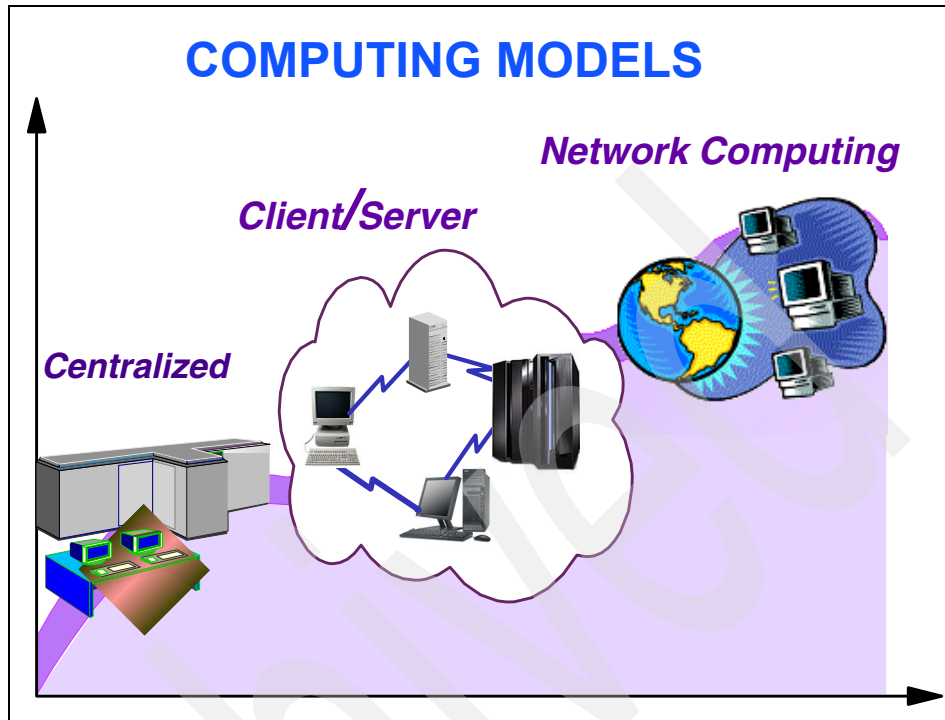 COMPUTING MODELS
Network Computing
Client/Server
Centralized